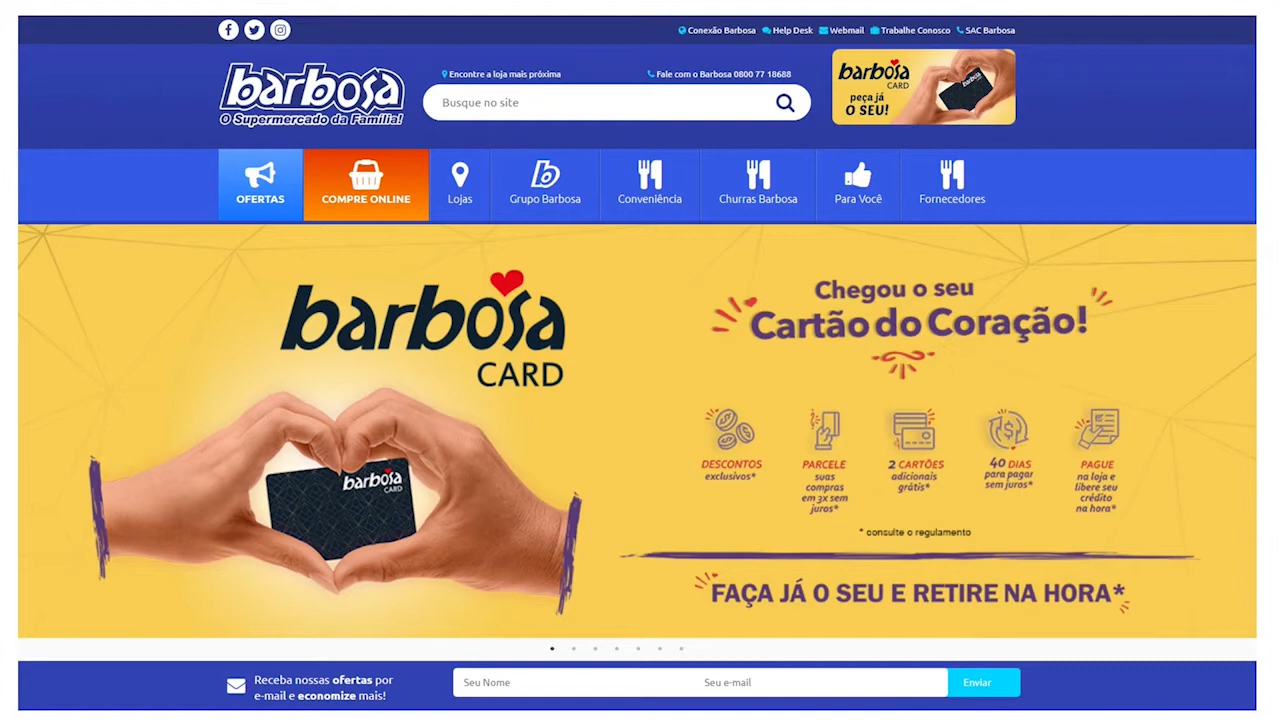 Conexão Barbosa Help Desk Webmail Trabalhe Conosco SAC Barbosa
barbosa
O Supermercado da Família!
Encontre a loja mais próxima
Fale com o Barbosa 0800 77 18688
Busque no site
barbosa
CARD
peça já
O SEU!
barbosa
OFERTAS
COMPRE ONLINE
Lojas
Grupo Barbosa
Conveniência
Churras Barbosa
Para Você
Fornecedores
barbosa
CARD
barbosa
CARD
Chegou o seu
Cartão do Coração!
DESCONTOS
exclusivos*
PARCELE
suas
compras
em 3x sem
juros*
2 CARTÕES
adicionais
grátis*
40 DIAS
para pagar
sem juros*
PAGUE
na loja e
libere seu
crédito
na hora*
* consulte o regulamento
FAÇA JÁ O SEU E RETIRE NA HORA*
Receba nossas ofertas por
e-mail e economize mais!
Seu Nome
Seu e-mail
Enviar